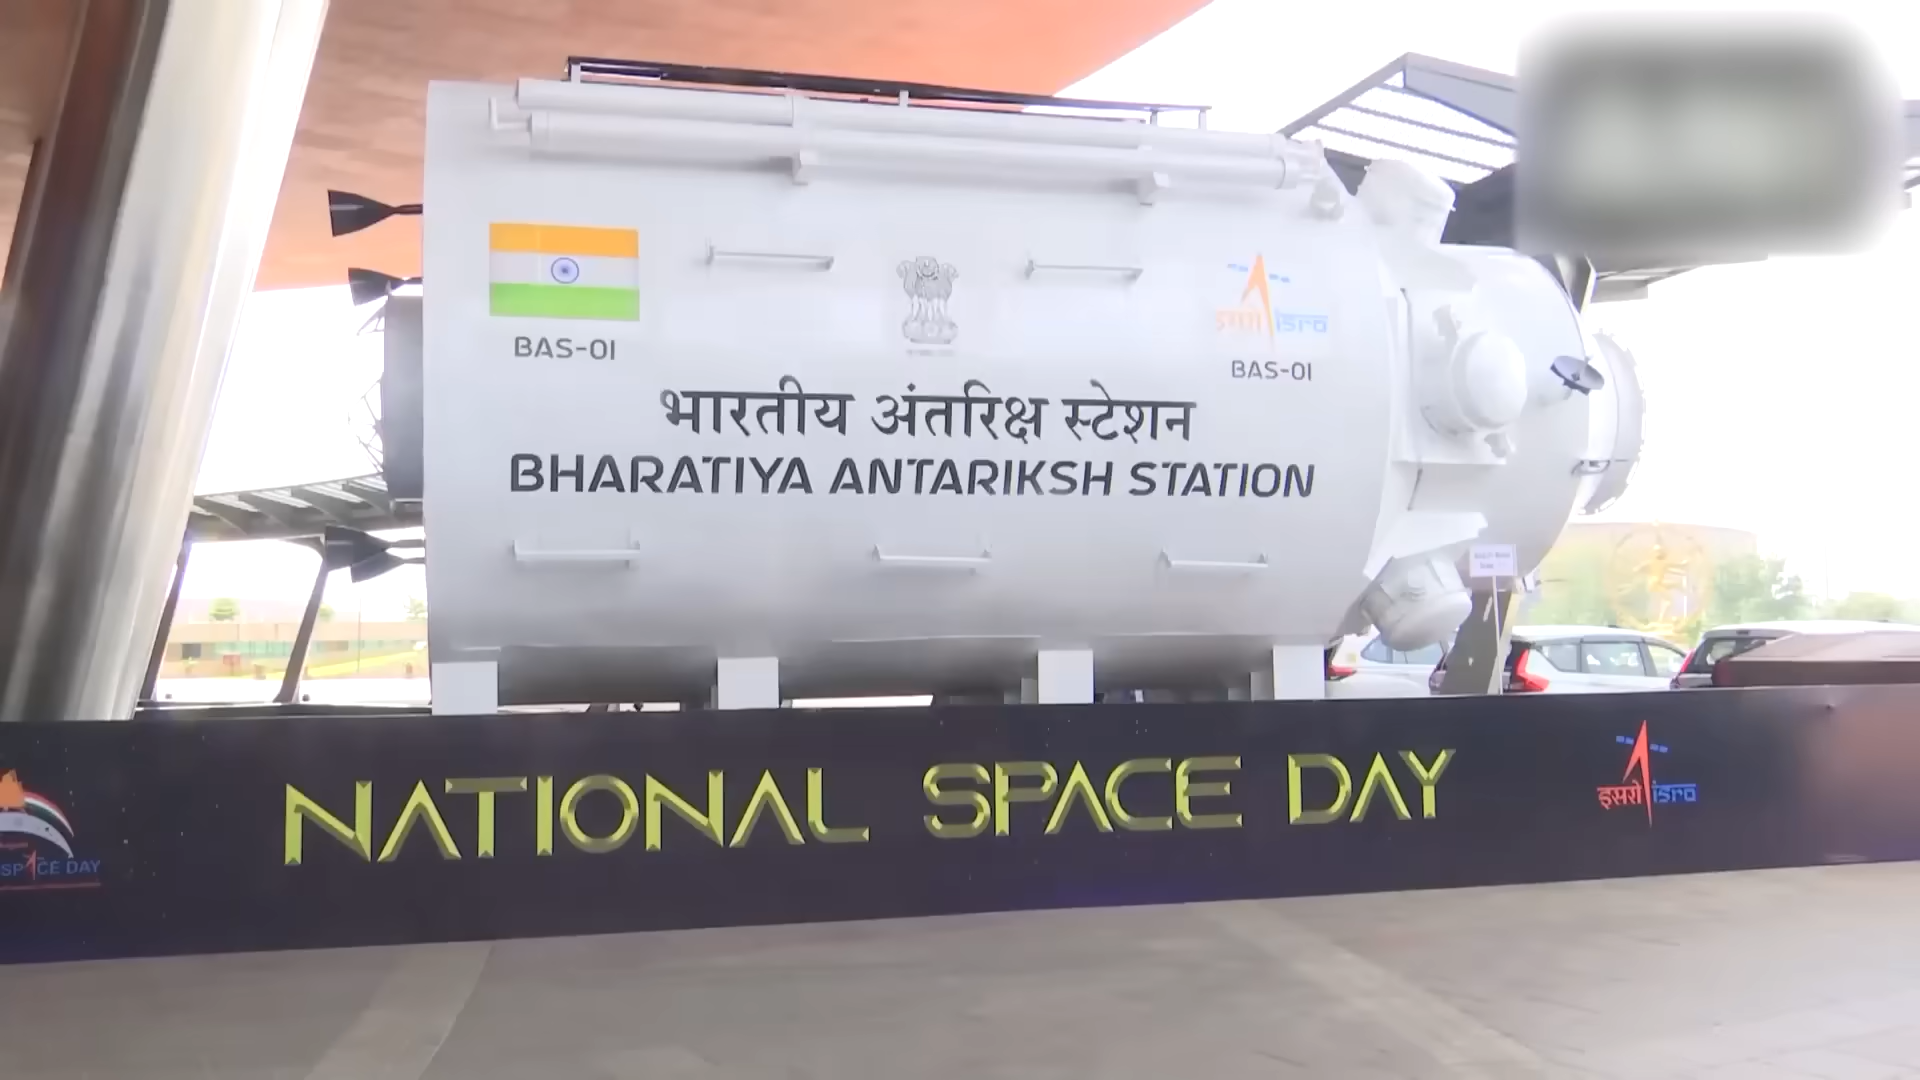 BAS-01
इसरो isro
BAS-01
भारतीय अंतरिक्ष स्टेशन
BHARATIYA ANTARIKSH STATION
NATIONAL SPACE DAY
इसरो isro
SPACE DAY